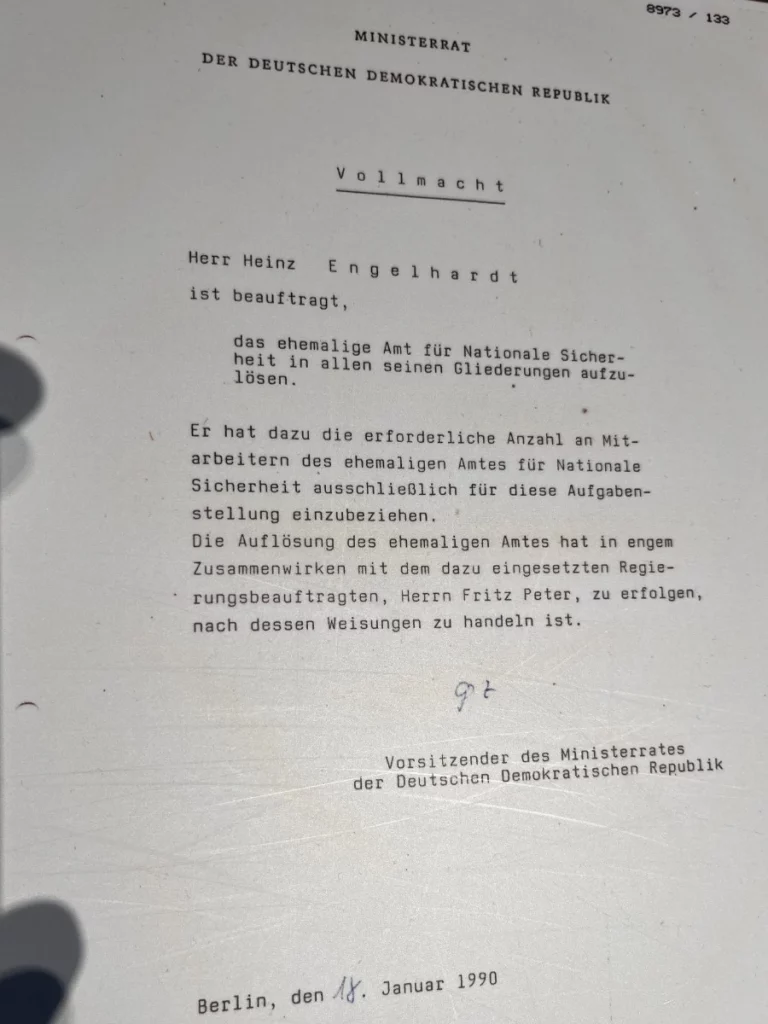 8973 / 133
MINISTERRAT
DER DEUTSCHEN DEMOKRATISCHEN REPUBLIK
Vollmacht
Herr Heinz Engelhardt
ist beauftragt,
das ehemalige Amt für Nationale Sicher-
heit in allen seinen Gliederungen aufzu-
lösen.
Er hat dazu die erforderliche Anzahl an Mit-
arbeitern des ehemaligen Amtes für Nationale
Sicherheit ausschließlich für diese Aufgaben-
stellung einzubeziehen.
Die Auflösung des ehemaligen Amtes hat in engem
Zusammenwirken mit dem dazu eingesetzten Regie-
rungsbeauftragten, Herrn Fritz Peter, zu erfolgen,
nach dessen Weisungen zu handeln ist.
gz
Vorsitzender des Ministerrates
der Deutschen Demokratischen Republik
Berlin, den 18. Januar 1990